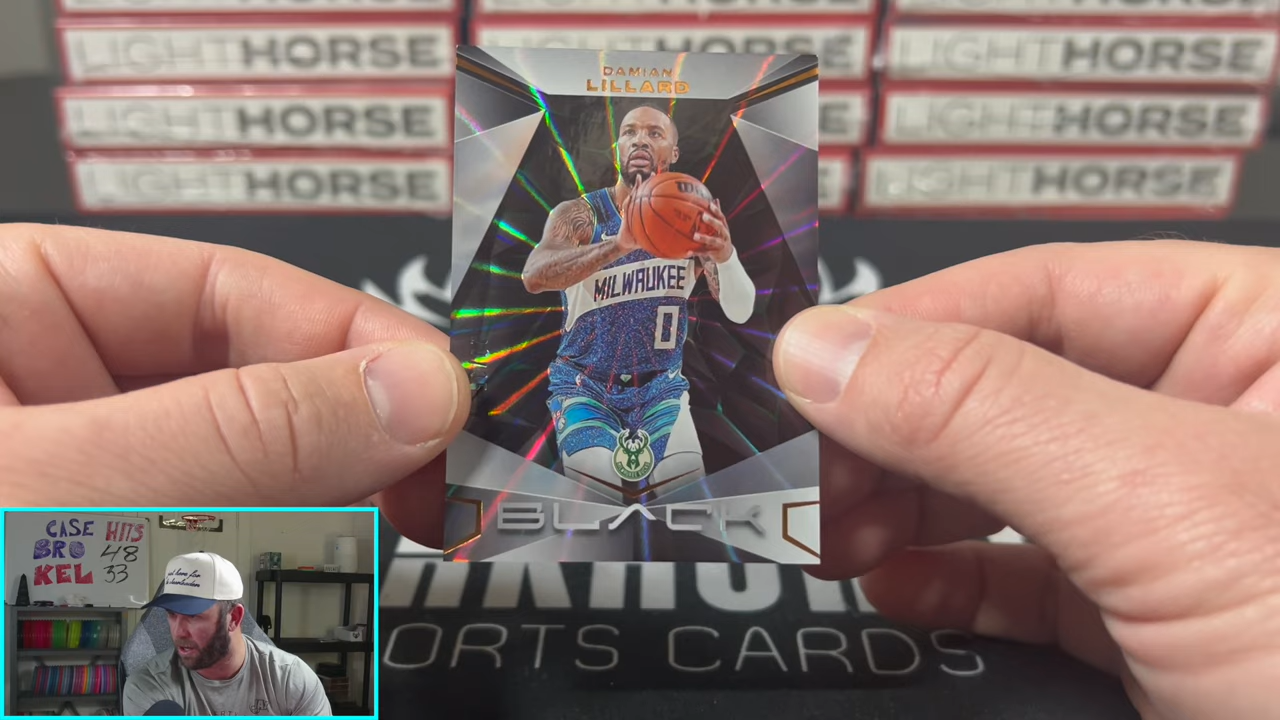 LIGHTHORSE LIGHTHORSE LIGHTHORSE
LIGHTHORSE LIGHTHORSE
LIGHTHORSE LIGHTHORSE
DAMIAN
LILLARD
MILWAUKEE
0
BLACK
ORTS CARDS
CASE HITS
BRO 48
KEL 33